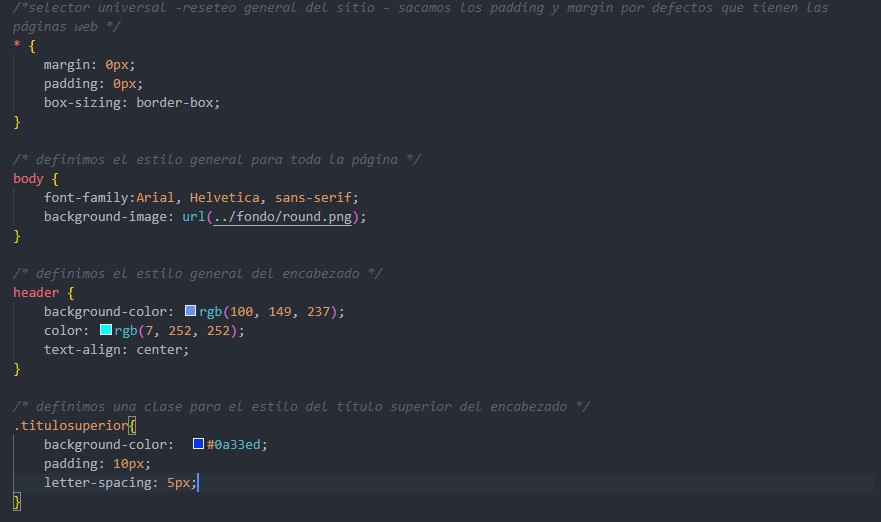 /*selector universal -reseteo general del sitio - sacamos los padding y margin por defectos que tienen las
páginas web */
* {
    margin: 0px;
    padding: 0px;
    box-sizing: border-box;
}

/* definimos el estilo general para toda la página */
body {
    font-family:Arial, Helvetica, sans-serif;
    background-image: url(../fondo/round.png);
}

/* definimos el estilo general del encabezado */
header {
    background-color: rgb(100, 149, 237);
    color: rgb(7, 252, 252);
    text-align: center;
}

/* definimos una clase para el estilo del título superior del encabezado */
.titulosuperior{
    background-color:  #0a33ed;
    padding: 10px;
    letter-spacing: 5px;
}